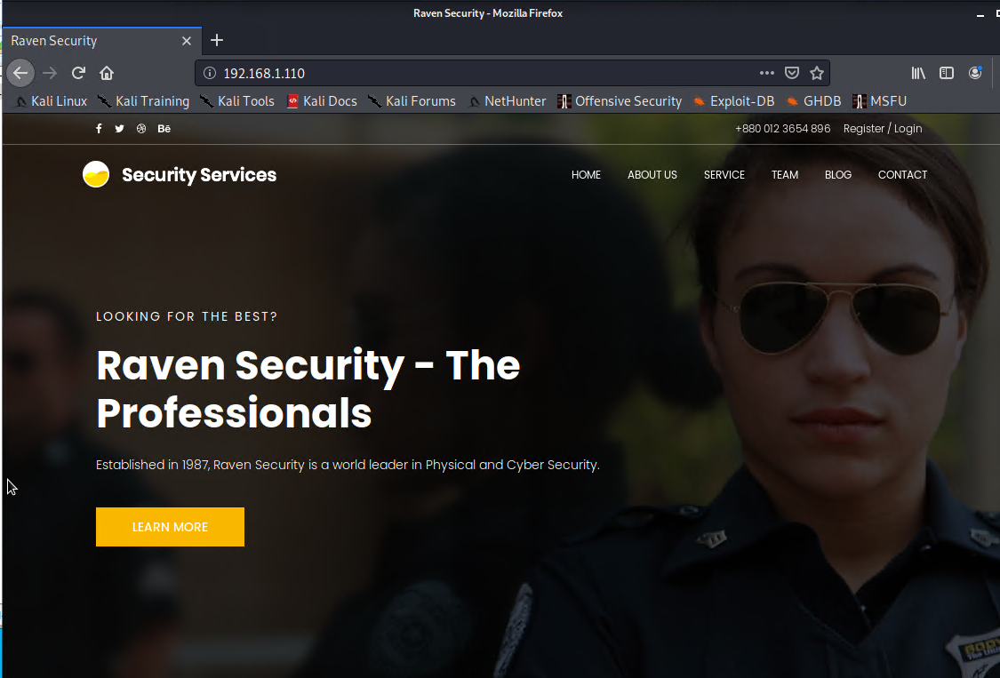 Raven Security - Mozilla Firefox
Raven Security
192.168.1.110
Kali Linux Kali Training Kali Tools Kali Docs Kali Forums NetHunter Offensive Security Exploit-DB GHDB MSFU
Bē +880 012 3654 896 Register / Login
Security Services HOME ABOUT US SERVICE TEAM BLOG CONTACT
LOOKING FOR THE BEST?
Raven Security - The
Professionals
Established in 1987, Raven Security is a world leader in Physical and Cyber Security.
LEARN MORE